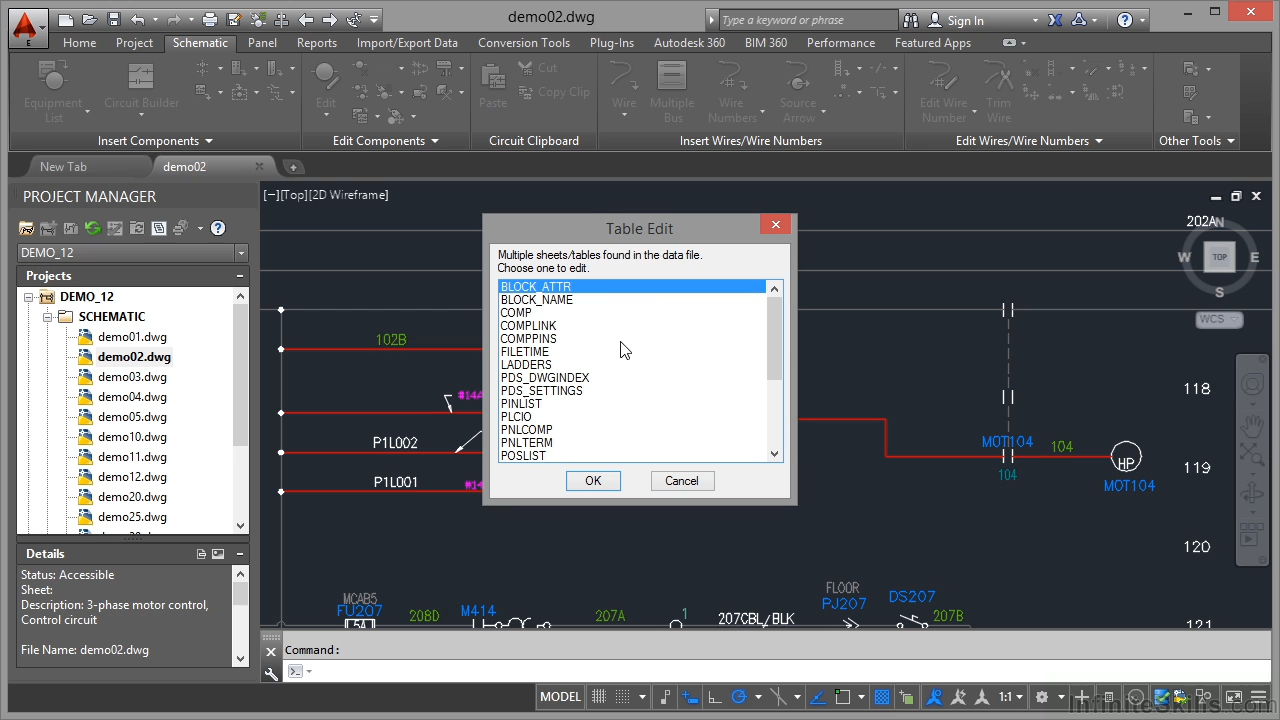 demo02.dwg
Type a keyword or phrase
Sign In
E
Home
Project
Schematic
Panel
Reports
Import/Export Data
Conversion Tools
Plug-Ins
Autodesk 360
BIM 360
Performance
Featured Apps
Equipment List
Circuit Builder
Edit
Paste
Cut
Copy Clip
Wire
Multiple Bus
Wire Numbers
Source Arrow
Edit Wire Number
Trim Wire
Insert Components
Edit Components
Circuit Clipboard
Insert Wires/Wire Numbers
Edit Wires/Wire Numbers
Other Tools
New Tab
demo02
PROJECT MANAGER
DEMO_12
Projects
DEMO_12
SCHEMATIC
demo01.dwg
demo02.dwg
demo03.dwg
demo04.dwg
demo05.dwg
demo10.dwg
demo11.dwg
demo12.dwg
demo20.dwg
demo25.dwg
Details
Status: Accessible
Sheet:
Description: 3-phase motor control,
Control circuit
File Name: demo02.dwg
[−][Top][2D Wireframe]
202A
N
W
TOP
E
S
WCS
Table Edit
Multiple sheets/tables found in the data file.
Choose one to edit.
BLOCK_ATTR
BLOCK_NAME
COMP
COMPLINK
COMPPINS
FILETIME
LADDERS
PDS_DWGINDEX
PDS_SETTINGS
PINLIST
PLCIO
PNLCOMP
PNLTERM
POSLIST
OK
Cancel
102B
#14A
P1L002
P1L001
#14
118
MOT104
104
HP
119
104
MOT104
120
MCAB5
FU207
5A
208D
M414
207A
1
207CBL/BLK
FLOOR
PJ207
DS207
207B
121
Command:
MODEL
1:1
InfiniteSkills.com